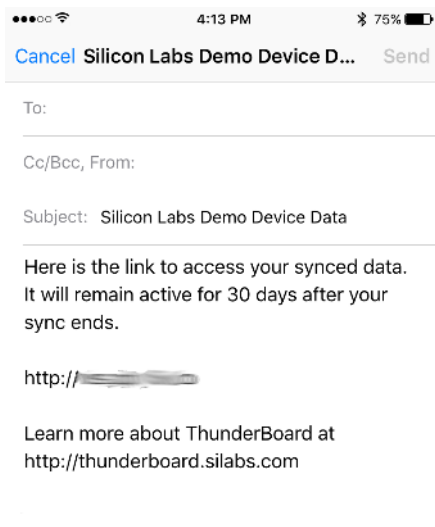 4:13 PM
75%
Cancel Silicon Labs Demo Device D... Send
To:
Cc/Bcc, From:
Subject: Silicon Labs Demo Device Data
Here is the link to access your synced data.
It will remain active for 30 days after your
sync ends.
http://
Learn more about ThunderBoard at
http://thunderboard.silabs.com